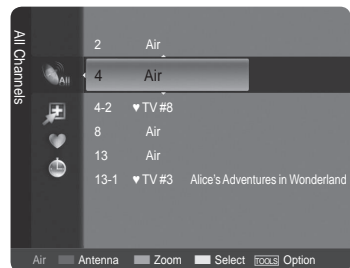 All Channels
2 Air
All
4 Air
4-2 ♥ TV #8
8 Air
13 Air
13-1 ♥ TV #3 Alice's Adventures in Wonderland
Air Antenna Zoom Select TOOLS Option